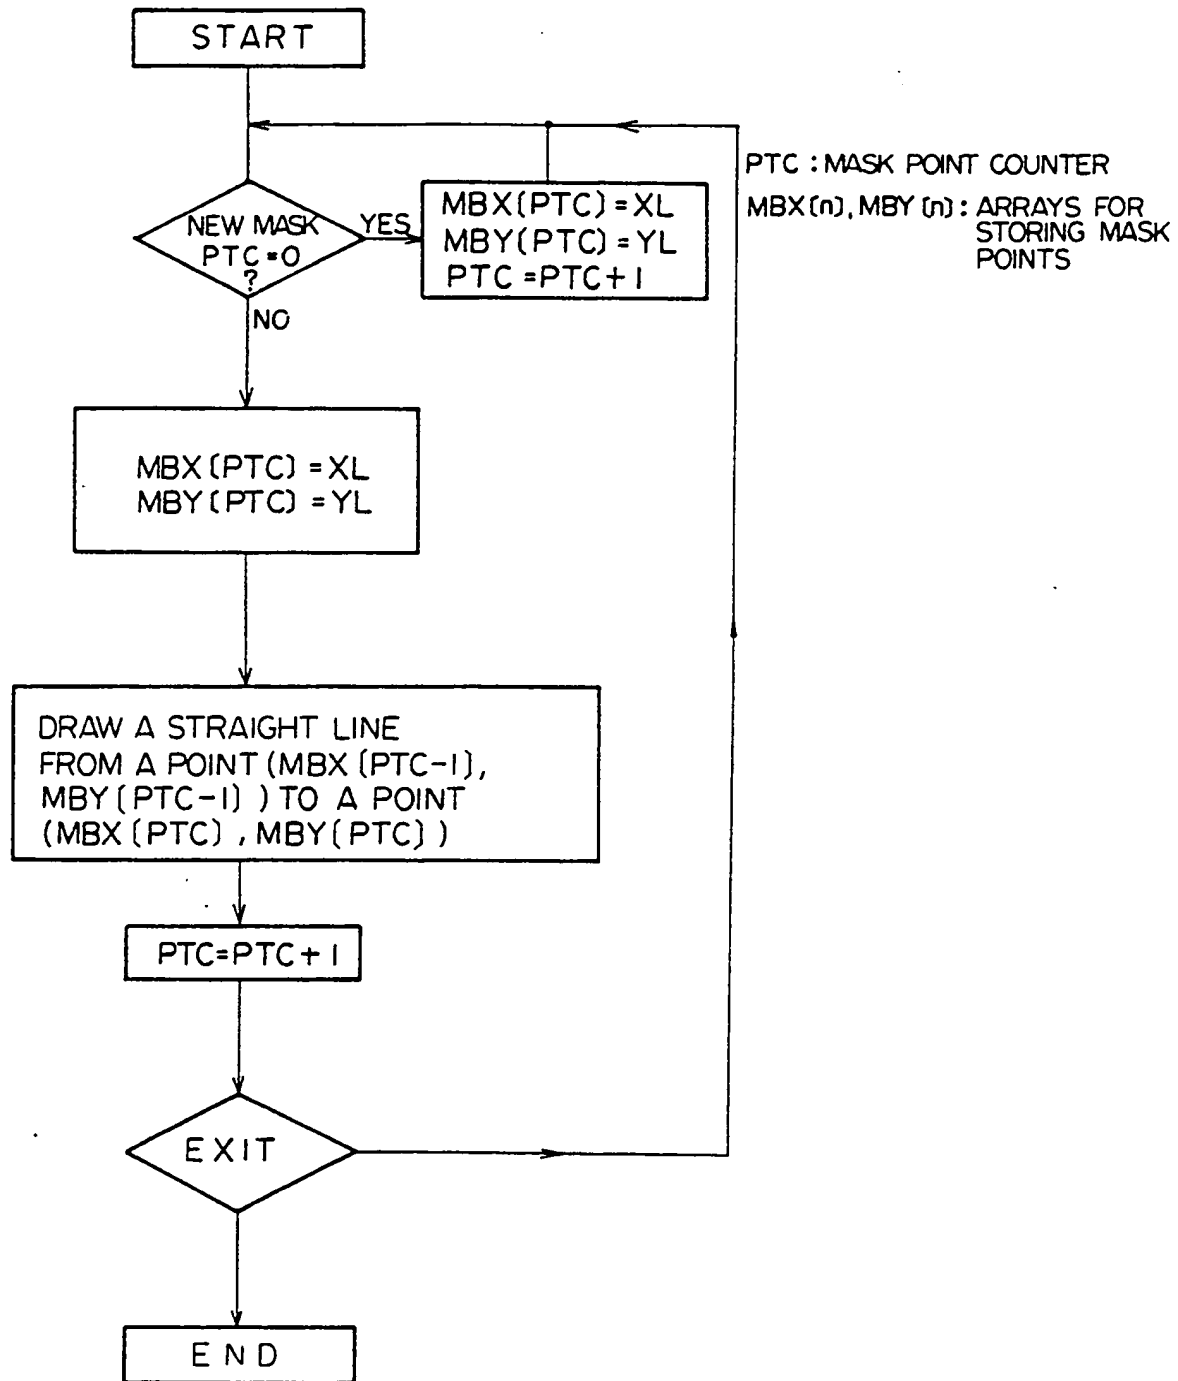 START
PTC : MASK POINT COUNTER
MBX(n), MBY(n) : ARRAYS FOR
STORING MASK
POINTS
NEW MASK
PTC=0
?
YES
MBX(PTC)=XL
MBY(PTC)=YL
PTC=PTC+1
NO
MBX(PTC)=XL
MBY(PTC)=YL
DRAW A STRAIGHT LINE
FROM A POINT (MBX(PTC-1),
MBY(PTC-1)) TO A POINT
(MBX(PTC), MBY(PTC))
PTC=PTC+1
EXIT
END